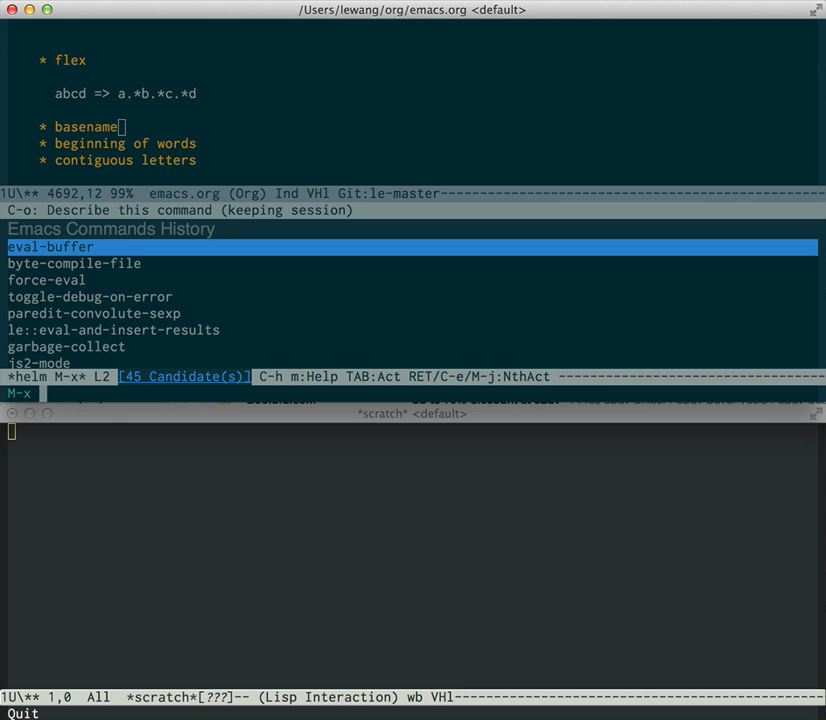 /Users/lewang/org/emacs.org <default>
* flex
abcd => a.*b.*c.*d
* basename
* beginning of words
* contiguous letters
1U\** 4692,12 99%  emacs.org (Org) Ind VHl Git:le-master----------------------------------------
C-o: Describe this command (keeping session)
Emacs Commands History
eval-buffer
byte-compile-file
force-eval
toggle-debug-on-error
paredit-convolute-sexp
le::eval-and-insert-results
garbage-collect
js2-mode
*helm M-x* L2 [45 Candidate(s)] C-h m:Help TAB:Act RET/C-e/M-j:NthAct ----------------------------------
M-x
*scratch* <default>
1U\** 1,0  All  *scratch*[???]-- (Lisp Interaction) wb VHl-----------------------------------------------
Quit